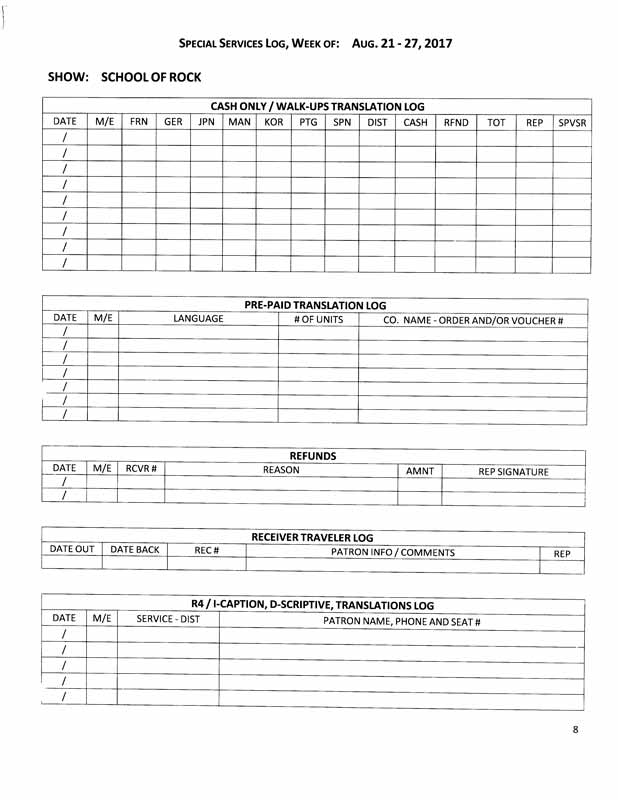 SPECIAL SERVICES LOG, WEEK OF: AUG. 21 - 27, 2017
SHOW: SCHOOL OF ROCK
CASH ONLY / WALK-UPS TRANSLATION LOG
DATE M/E FRN GER JPN MAN KOR PTG SPN DIST CASH RFND TOT REP SPVSR
/
/
/
/
/
/
/
/
/
PRE-PAID TRANSLATION LOG
DATE M/E LANGUAGE # OF UNITS CO. NAME - ORDER AND/OR VOUCHER #
/
/
/
/
/
/
/
REFUNDS
DATE M/E RCVR # REASON AMNT REP SIGNATURE
/
/
RECEIVER TRAVELER LOG
DATE OUT DATE BACK REC # PATRON INFO / COMMENTS REP
R4 / I-CAPTION, D-SCRIPTIVE, TRANSLATIONS LOG
DATE M/E SERVICE - DIST PATRON NAME, PHONE AND SEAT #
/
/
/
/
/
8